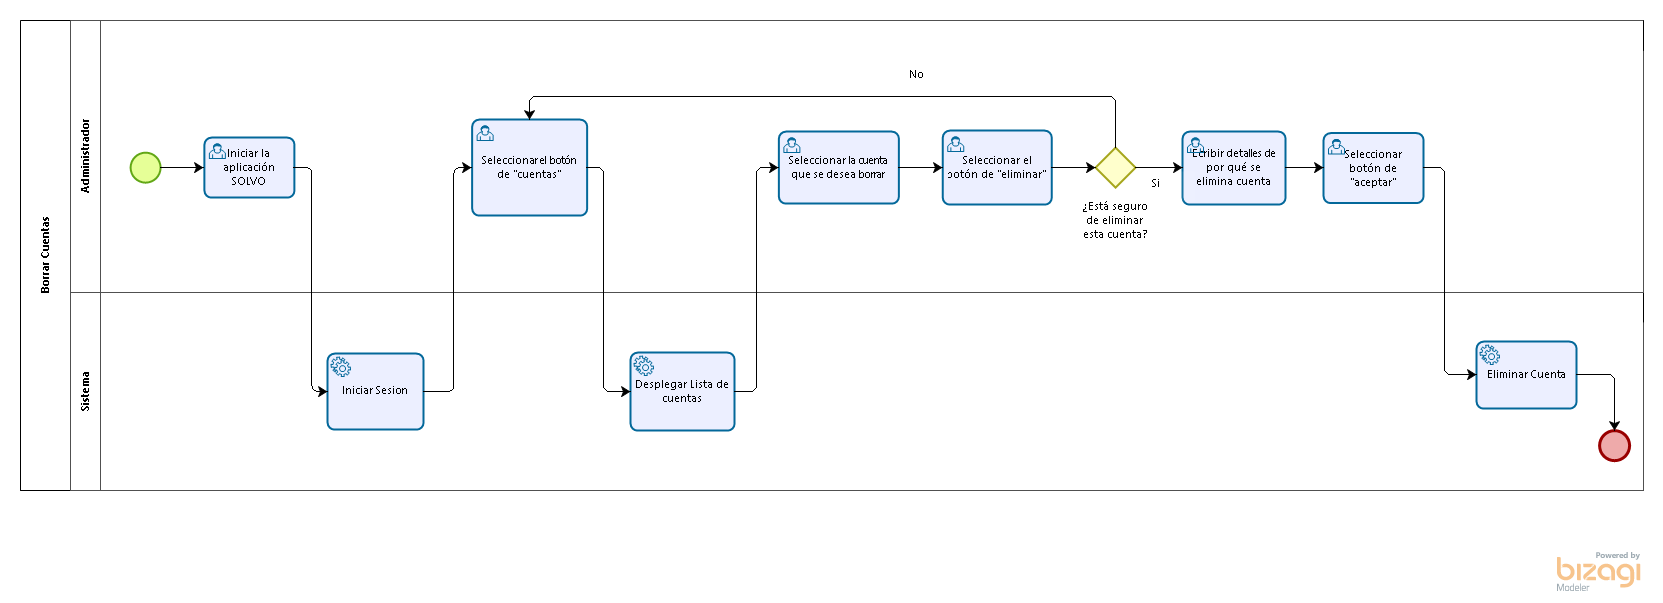 Borrar Cuentas
Administrador
Sistema
No
Iniciar la
aplicación
SOLVO
Seleccionar el botón
de "cuentas"
Seleccionar la cuenta
que se desea borrar
Seleccionar el
botón de "eliminar"
Si
¿Está seguro
de eliminar
esta cuenta?
Ecribir detalles de
por qué se
elimina cuenta
Seleccionar
botón de
"aceptar"
Iniciar Sesion
Desplegar Lista de
cuentas
Eliminar Cuenta
Powered by
bizagi
Modeler